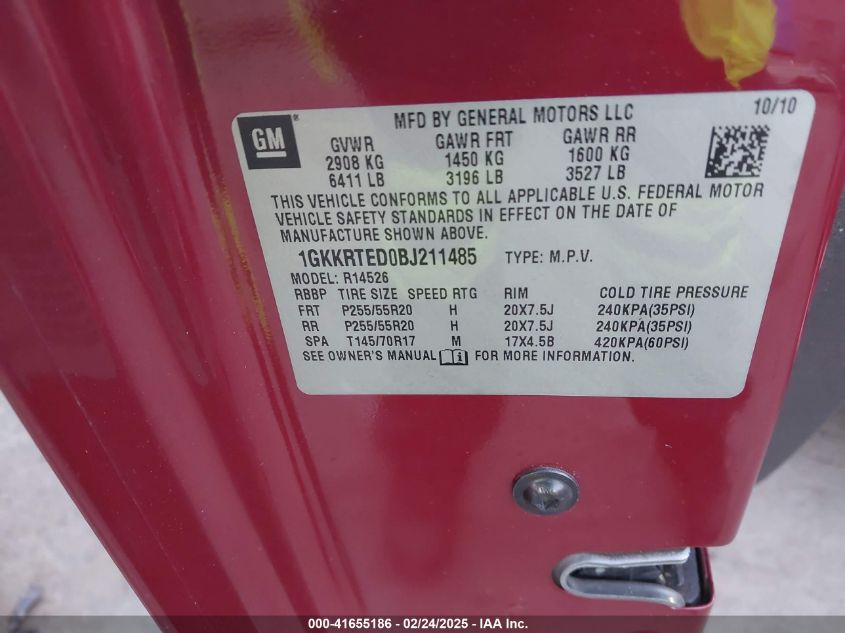 GM
MFD BY GENERAL MOTORS LLC 10/10
GVWR GAWR FRT GAWR RR
2908 KG 1450 KG 1600 KG
6411 LB 3196 LB 3527 LB
THIS VEHICLE CONFORMS TO ALL APPLICABLE U.S. FEDERAL MOTOR
VEHICLE SAFETY STANDARDS IN EFFECT ON THE DATE OF
MANUFACTURE SHOWN ABOVE.
1GKKRTED0BJ211485 TYPE: M.P.V.
MODEL: R14526
RBBP TIRE SIZE SPEED RTG RIM COLD TIRE PRESSURE
FRT P255/55R20 H 20X7.5J 240KPA(35PSI)
RR P255/55R20 H 20X7.5J 240KPA(35PSI)
SPA T145/70R17 M 17X4.5B 420KPA(60PSI)
SEE OWNER'S MANUAL FOR MORE INFORMATION.
000-41655186 - 02/24/2025 - IAA Inc.